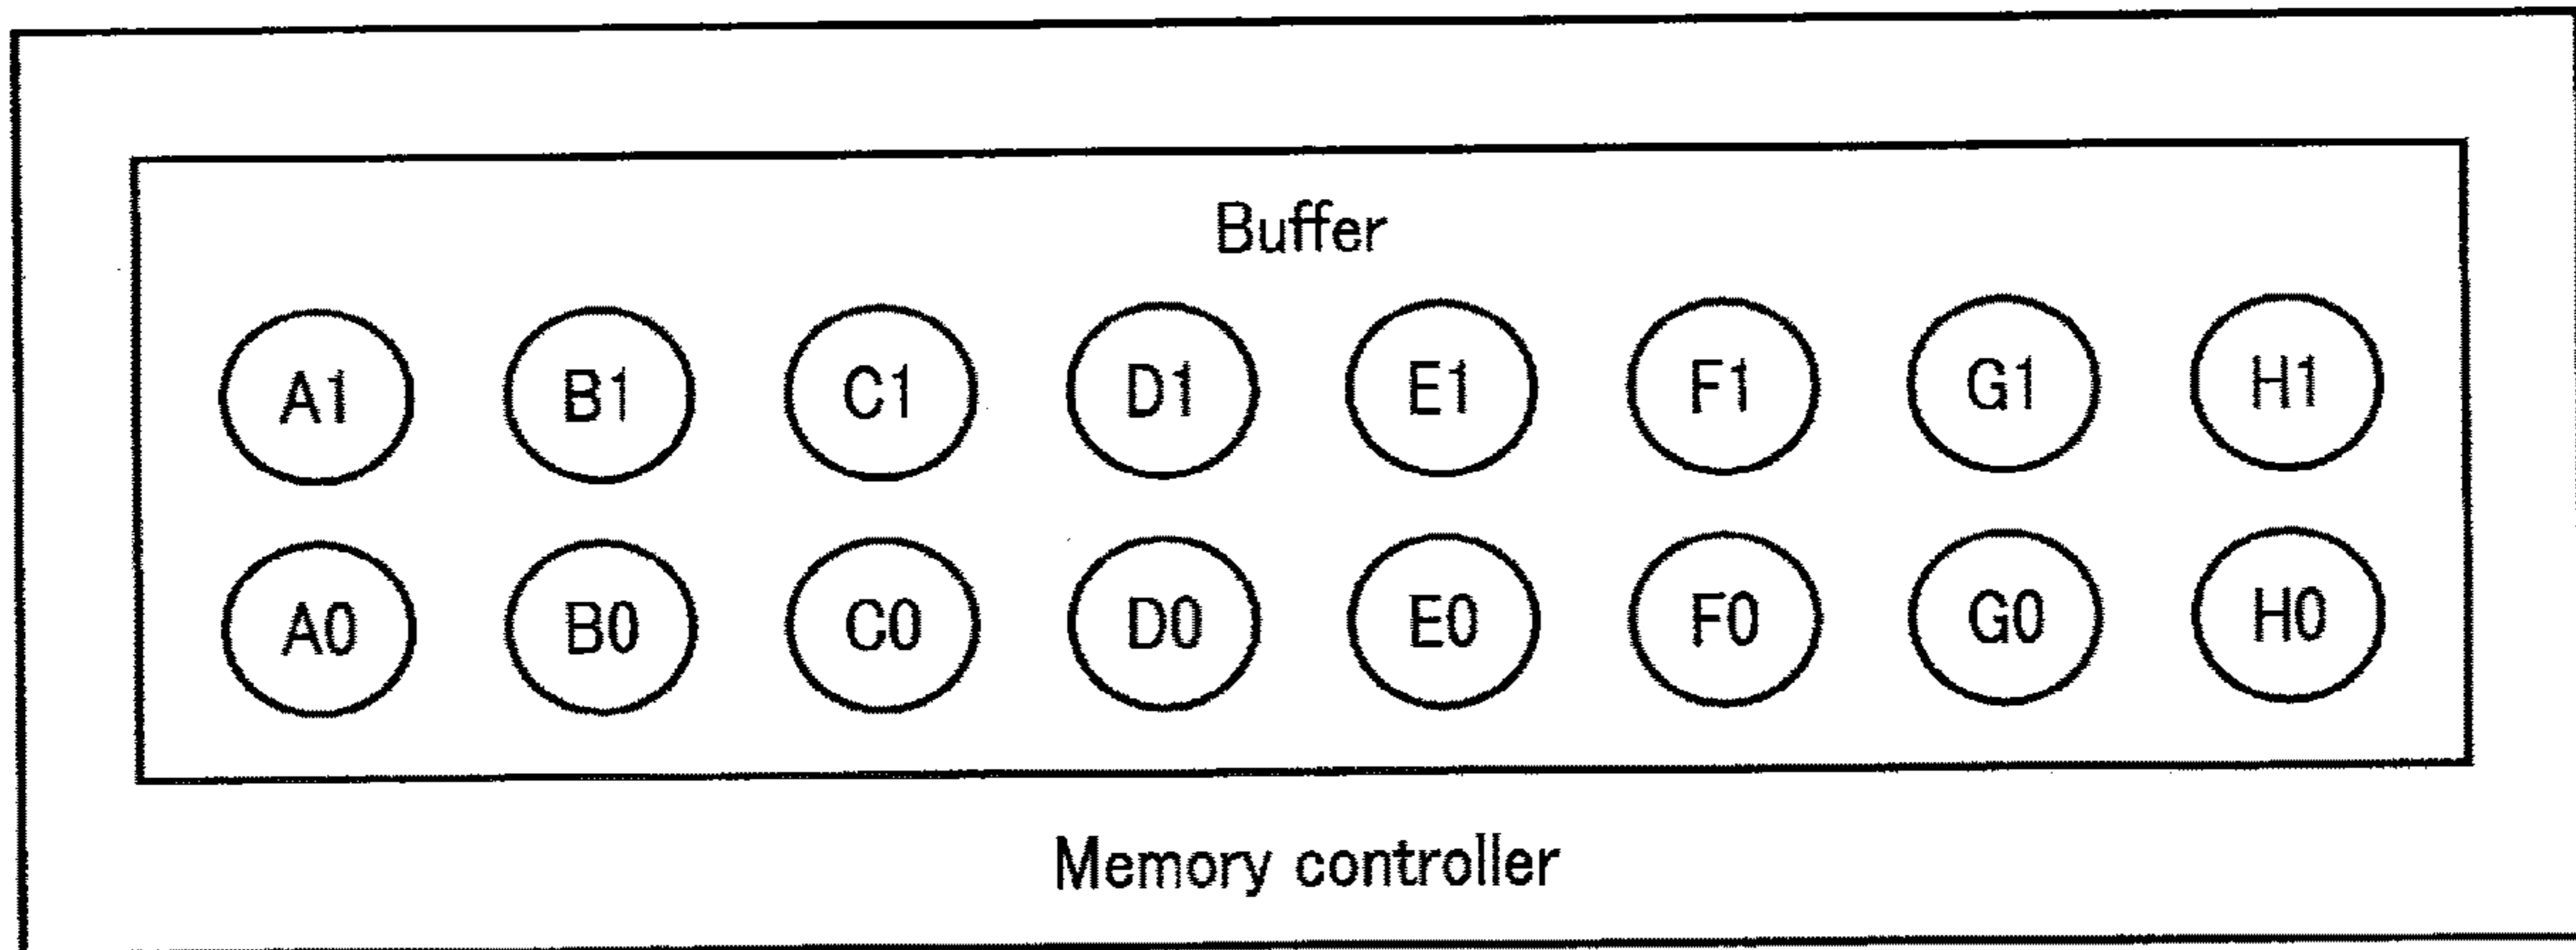 Buffer
A1 B1 C1 D1 E1 F1 G1 H1
A0 B0 C0 D0 E0 F0 G0 H0
Memory controller